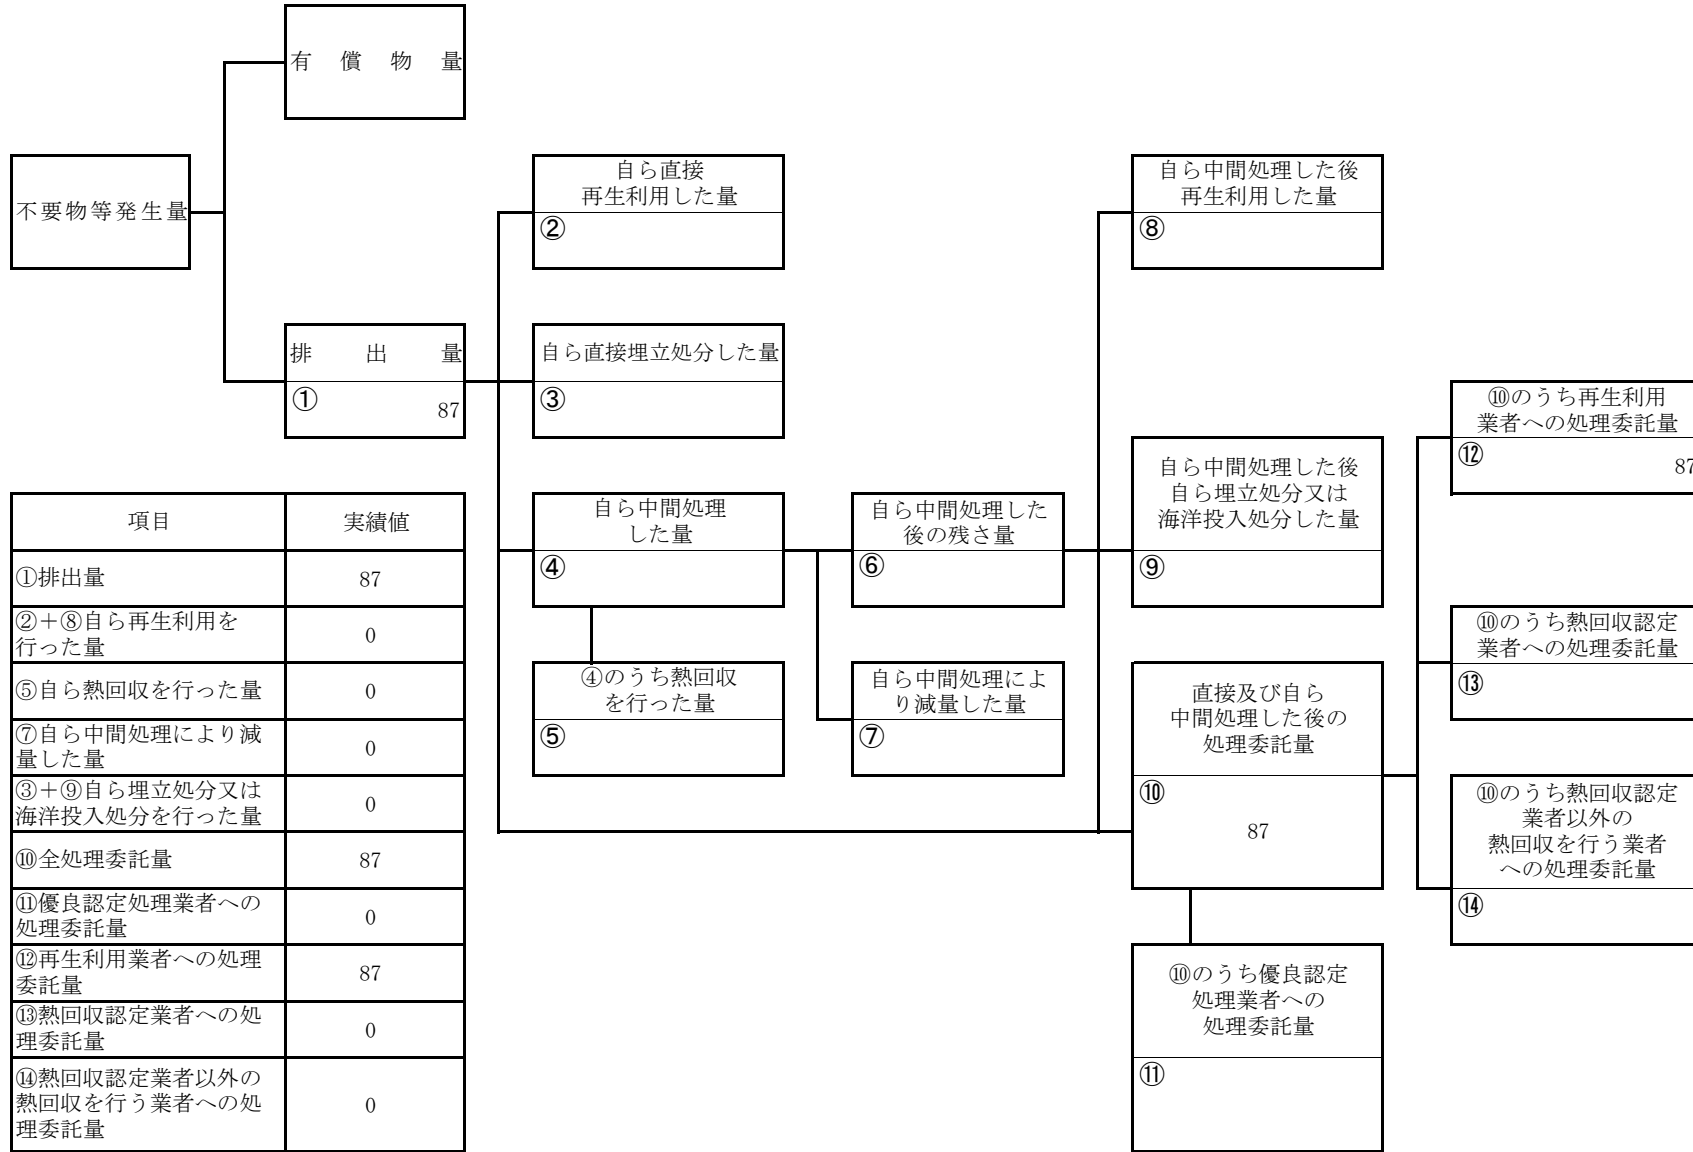 有償物量
不要物等発生量
排出量
①
87
自ら直接
再生利用した量
②
自ら直接埋立処分した量
③
自ら中間処理
した量
④
④のうち熱回収
を行った量
⑤
自ら中間処理した
後の残さ量
⑥
自ら中間処理によ
り減量した量
⑦
自ら中間処理した後
再生利用した量
⑧
自ら中間処理した後
自ら埋立処分又は
海洋投入処分した量
⑨
直接及び自ら
中間処理した後の
処理委託量
⑩
87
⑩のうち優良認定
処理業者への
処理委託量
⑪
⑩のうち再生利用
業者への処理委託量
⑫
87
⑩のうち熱回収認定
業者への処理委託量
⑬
⑩のうち熱回収認定
業者以外の
熱回収を行う業者
への処理委託量
⑭
項目 実績値
①排出量 87
②+⑧自ら再生利用を
行った量 0
⑤自ら熱回収を行った量 0
⑦自ら中間処理により減
量した量 0
③+⑨自ら埋立処分又は
海洋投入処分を行った量 0
⑩全処理委託量 87
⑪優良認定処理業者への
処理委託量 0
⑫再生利用業者への処理
委託量 87
⑬熱回収認定業者への処
理委託量 0
⑭熱回収認定業者以外の
熱回収を行う業者への処
理委託量 0